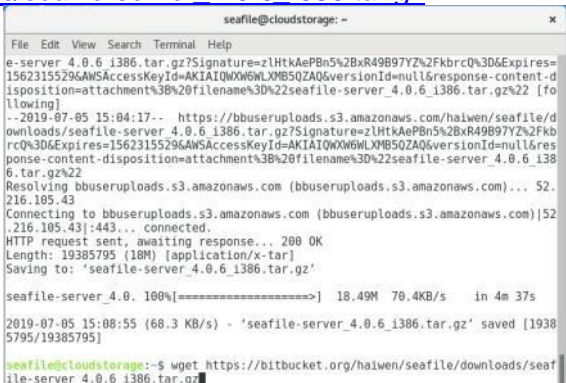 seafile@cloudstorage: ~
File Edit View Search Terminal Help
e-server_4.0.6_i386.tar.gz?Signature=zlHtkAePBn5%2BxR49B97YZ%2FkbrcQ%3D&Expires=
1562315529&AWSAccessKeyId=AKIAIQWXW6WLXMB5QZAQ&versionId=null&response-content-d
isposition=attachment%3B%20filename%3D%22seafile-server_4.0.6_i386.tar.gz%22 [fo
llowing]
--2019-07-05 15:04:17-- https://bbuseruploads.s3.amazonaws.com/haiwen/seafile/d
ownloads/seafile-server_4.0.6_i386.tar.gz?Signature=zlHtkAePBn5%2BxR49B97YZ%2Fkb
rcQ%3D&Expires=1562315529&AWSAccessKeyId=AKIAIQWXW6WLXMB5QZAQ&versionId=null&res
ponse-content-disposition=attachment%3B%20filename%3D%22seafile-server_4.0.6_i38
6.tar.gz%22
Resolving bbuseruploads.s3.amazonaws.com (bbuseruploads.s3.amazonaws.com)... 52.
216.105.43
Connecting to bbuseruploads.s3.amazonaws.com (bbuseruploads.s3.amazonaws.com)|52
.216.105.43|:443... connected.
HTTP request sent, awaiting response... 200 OK
Length: 19385795 (18M) [application/x-tar]
Saving to: ‘seafile-server_4.0.6_i386.tar.gz’
seafile-server_4.0. 100%[===================>] 18.49M 70.4KB/s in 4m 37s
2019-07-05 15:08:55 (68.3 KB/s) - ‘seafile-server_4.0.6_i386.tar.gz’ saved [1938
5795/19385795]
seafile@cloudstorage:~$ wget https://bitbucket.org/haiwen/seafile/downloads/seaf
ile-server_4.0.6_i386.tar.gz